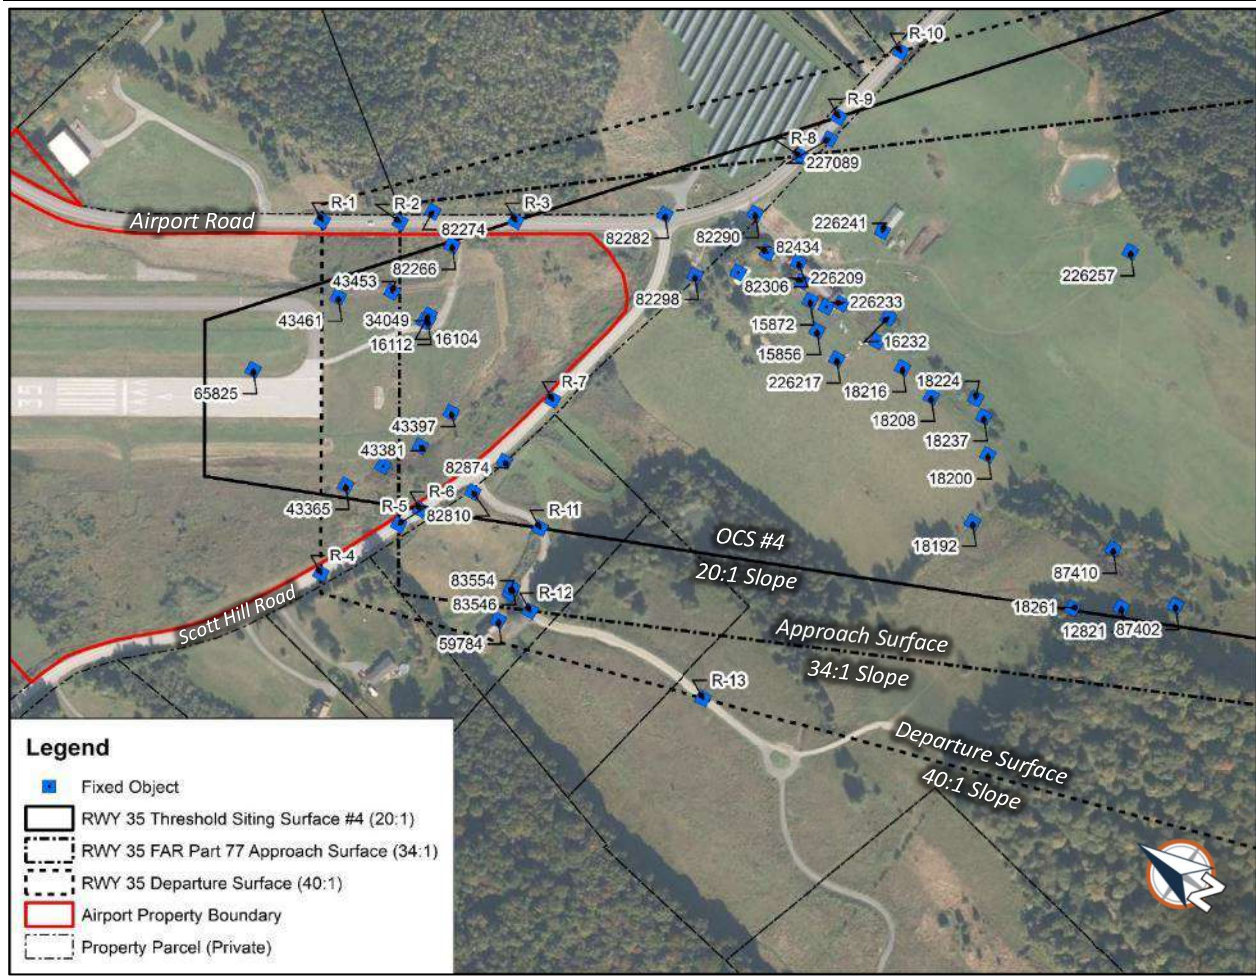 R-10
R-9
R-8
227089
R-1
R-2
R-3
Airport Road
82274
82282
82290
226241
82434
82266
226257
43453
226209
82306
82298
226233
43461
34049
16104
16112
15872
16232
15856
65825
226217
R-7
18216
18224
18208
43397
18237
43381
82874
18200
R-6
R-5
43365
82810
R-11
OCS #4
20:1 Slope
18192
R-4
87410
83554
R-12
83546
Scott Hill Road
18261
12821
87402
59784
Approach Surface
34:1 Slope
R-13
Departure Surface
40:1 Slope
Legend
Fixed Object
RWY 35 Threshold Siting Surface #4 (20:1)
RWY 35 FAR Part 77 Approach Surface (34:1)
RWY 35 Departure Surface (40:1)
Airport Property Boundary
Property Parcel (Private)